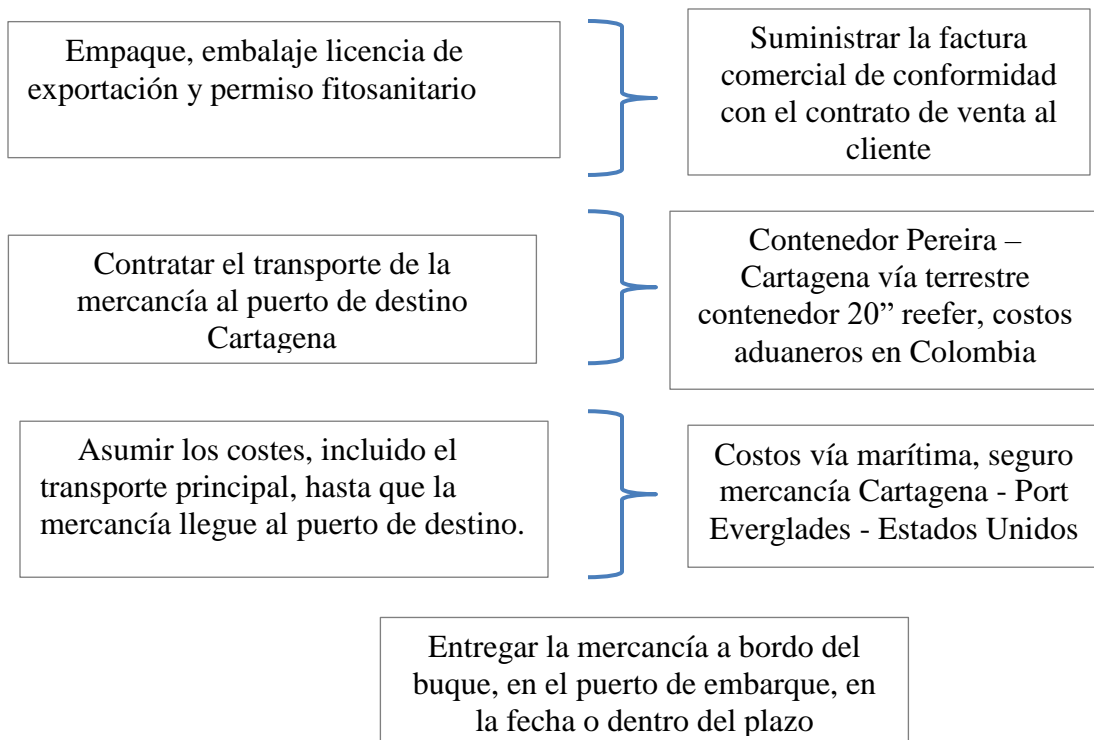 Empaque, embalaje licencia de
exportación y permiso fitosanitario
Suministrar la factura
comercial de conformidad
con el contrato de venta al
cliente
Contratar el transporte de la
mercancía al puerto de destino
Cartagena
Contenedor Pereira –
Cartagena vía terrestre
contenedor 20” reefer, costos
aduaneros en Colombia
Asumir los costes, incluido el
transporte principal, hasta que la
mercancía llegue al puerto de destino.
Costos vía marítima, seguro
mercancía Cartagena - Port
Everglades - Estados Unidos
Entregar la mercancía a bordo del
buque, en el puerto de embarque, en
la fecha o dentro del plazo